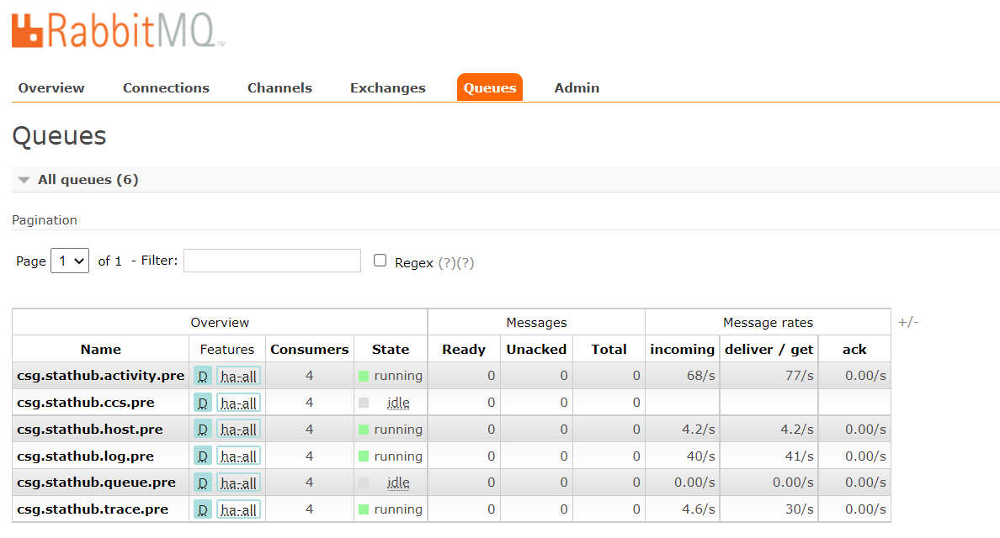 RabbitMQ™
Overview Connections Channels Exchanges Queues Admin
Queues
All queues (6)
Pagination
Page 1 of 1 - Filter: Regex (?)(?)
Overview Messages Message rates +/-
Name Features Consumers State Ready Unacked Total incoming deliver / get ack
csg.stathub.activity.pre D ha-all 4 running 0 0 0 68/s 77/s 0.00/s
csg.stathub.ccs.pre D ha-all 4 idle 0 0 0
csg.stathub.host.pre D ha-all 4 running 0 0 0 4.2/s 4.2/s 0.00/s
csg.stathub.log.pre D ha-all 4 running 0 0 0 40/s 41/s 0.00/s
csg.stathub.queue.pre D ha-all 4 idle 0 0 0 0.00/s 0.00/s 0.00/s
csg.stathub.trace.pre D ha-all 4 running 0 0 0 4.6/s 30/s 0.00/s